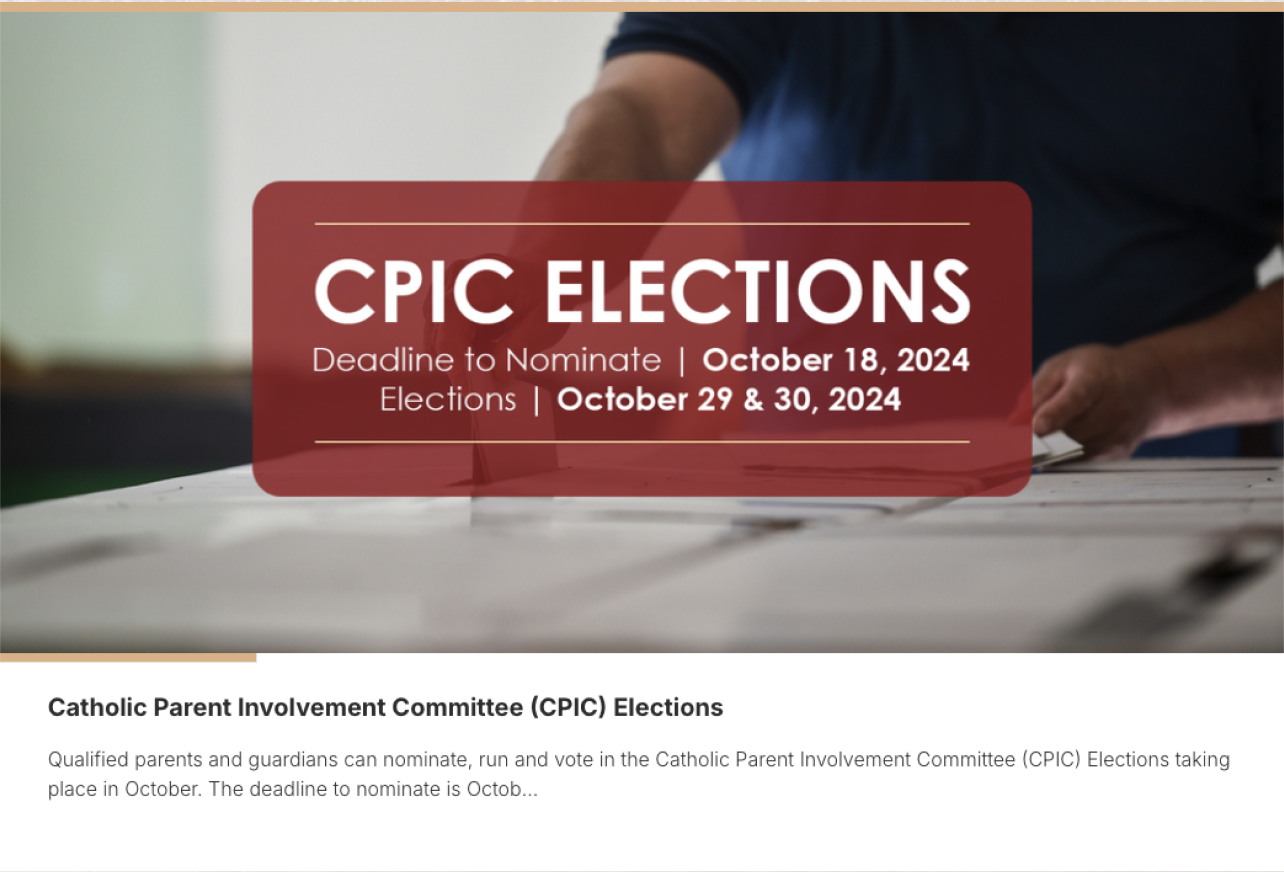 CPIC ELECTIONS
Deadline to Nominate | October 18, 2024
Elections | October 29 & 30, 2024
Catholic Parent Involvement Committee (CPIC) Elections
Qualified parents and guardians can nominate, run and vote in the Catholic Parent Involvement Committee (CPIC) Elections taking
place in October. The deadline to nominate is Octob...